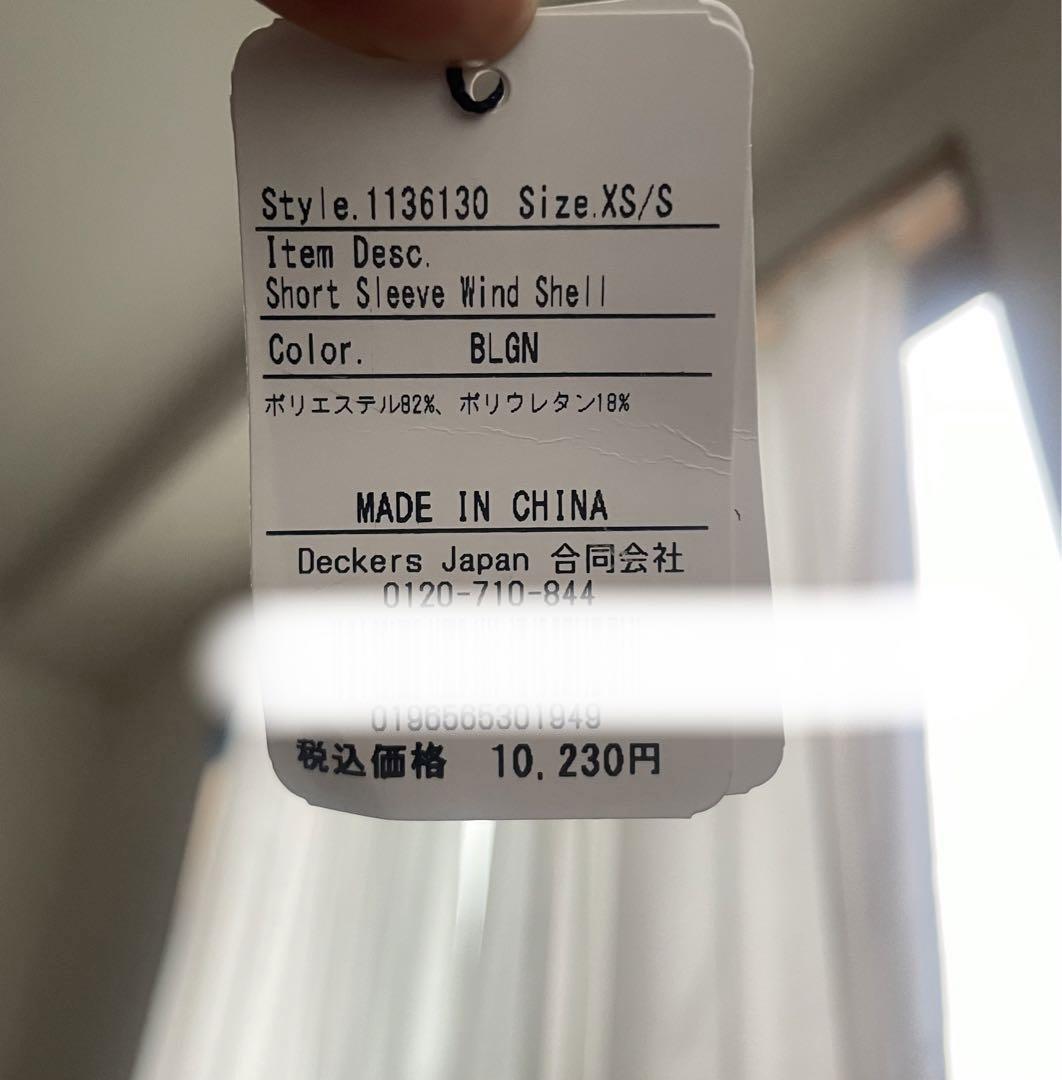 Style.1136130 Size.XS/S
Item Desc.
Short Sleeve Wind Shell
Color. BLGN
ポリエステル82%、ポリウレタン18%
MADE IN CHINA
Deckers Japan 合同会社
0120-710-844
0196565301949
税込価格 10,230円